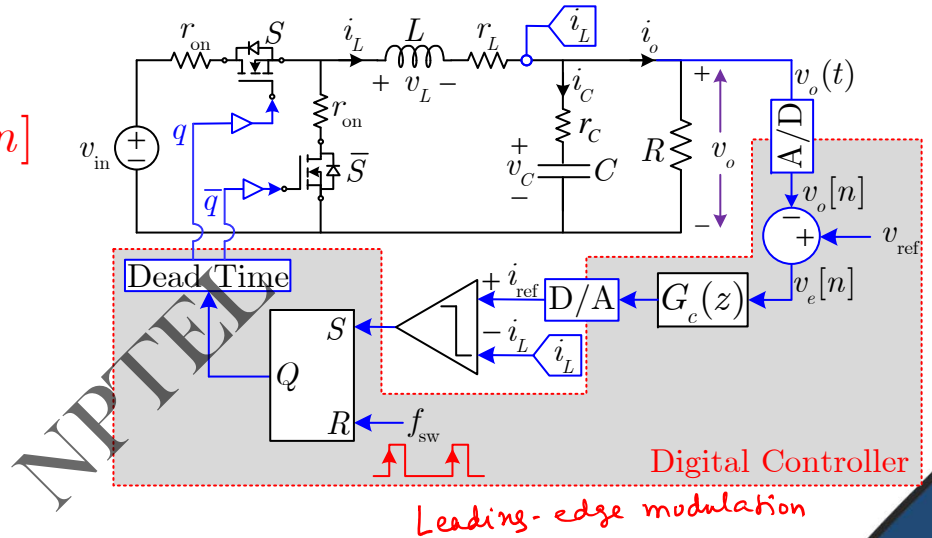 r_on S i_L L r_L i_L i_o
+ v_L −
v_o(t)
n]
q
r_on
i_C
r_C
+ v_C −
C
R
+ v_o −
A/D
v_in
+ −
S̅
q̅
v_o[n]
− +
v_ref
v_e[n]
Dead Time
+ i_ref
D/A
G_c(z)
S
− i_L
i_L
Q
R
f_sw
NPTEL
Digital Controller
Leading-edge modulation